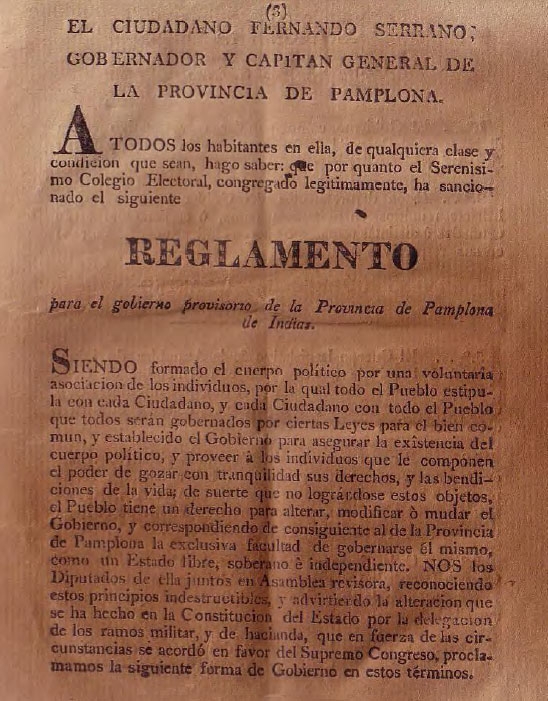 (3)
EL CIUDADANO FERNANDO SERRANO,
GOBERNADOR Y CAPITAN GENERAL DE
LA PROVINCIA DE PAMPLONA.
A TODOS los habitantes en ella, de qualquiera clase y
condicion que sean, hago saber: que por quanto el Serenisi-
mo Colegio Electoral, congregado legitimamente, ha sancio-
nado el siguiente
REGLAMENTO
para el gobierno provisorio de la Provincia de Pamplona
de Indias.
SIENDO formado el cuerpo político por una voluntaria
asociacion de los individuos, por la qual todo el Pueblo estipu-
la con cada Ciudadano, y cada Ciudadano con todo el Pueblo
que todos serán gobernados por ciertas Leyes para el bien co-
mun, y establecido el Gobierno para asegurar la existencia del
cuerpo político, y proveer à los individuos que le componen
el poder de gozar con tranquilidad sus derechos, y las bendi-
ciones de la vida; de suerte que no lográndose estos objetos,
el Pueblo tiene un derecho para alterar, modificar ò mudar el
Gobierno, y correspondiendo de consiguiente al de la Provincia
de Pamplona la exclusiva facultad de gobernarse él mismo,
como un Estado libre, soberano è independiente. NOS los
Diputados de ella juntos en Asamblea revisora, reconociendo
estos principios indestructibles, y advirtiendo la alteracion que
se ha hecho en la Constitucion del Estado por la delegacion
de los ramos militar, y de hacianda, que en fuerza de las cir-
cunstancias se acordó en favor del Supremo Congreso, procla-
mamos la siguiente forma de Gobierno en estos términos.